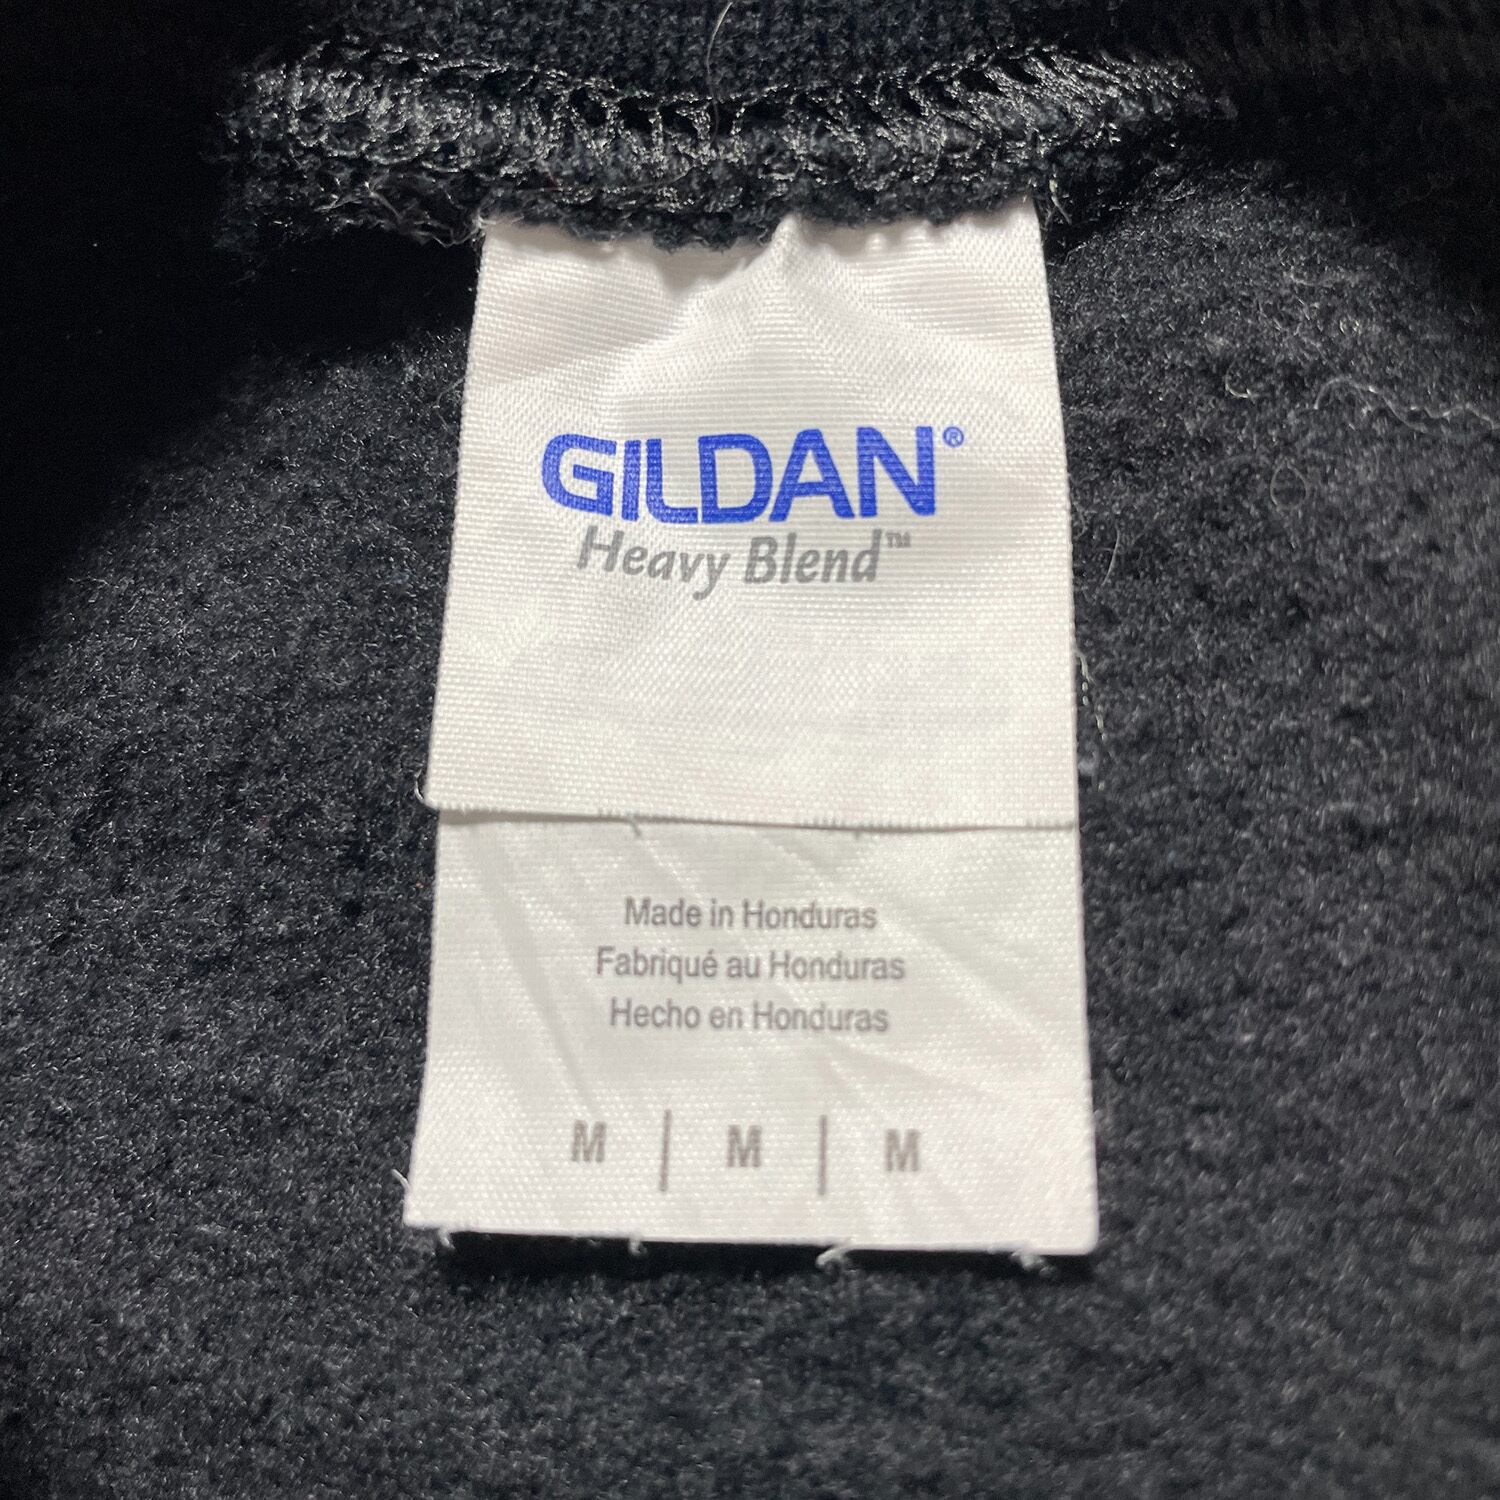 GILDAN®
Heavy Blend™
Made in Honduras
Fabriqué au Honduras
Hecho en Honduras
M | M | M